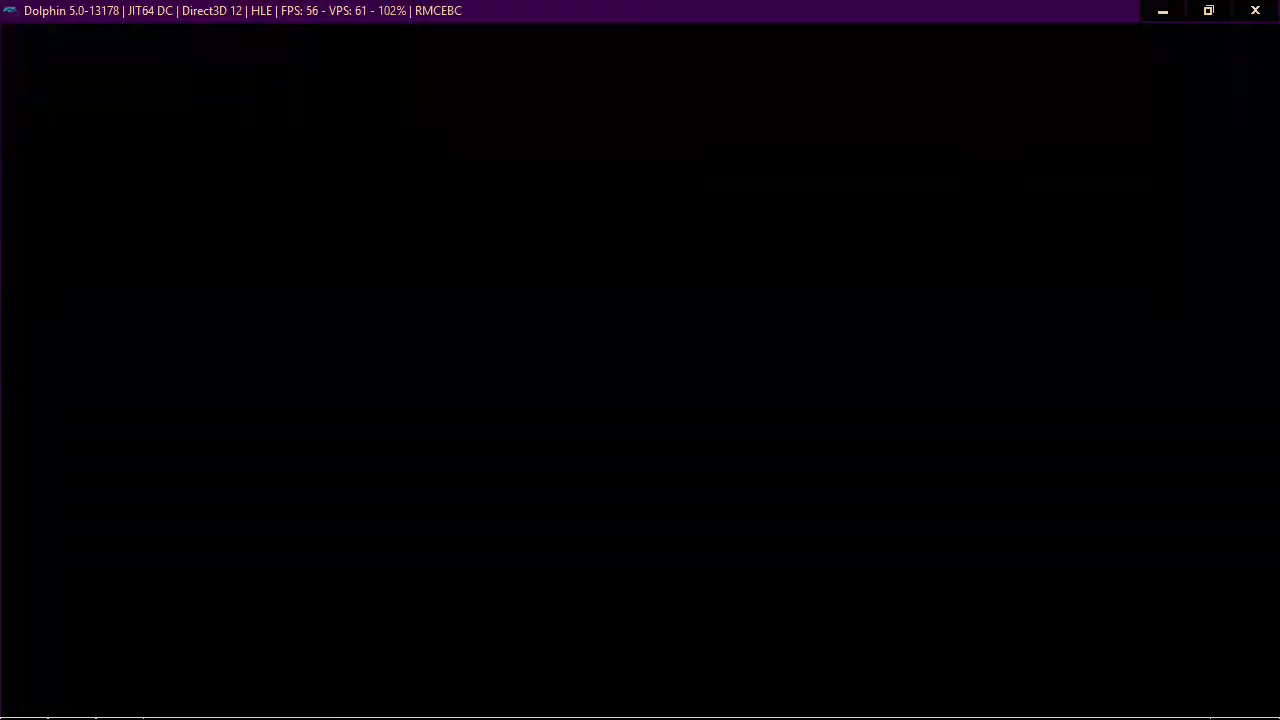 Dolphin 5.0-13178 | JIT64 DC | Direct3D 12 | HLE | FPS: 56 - VPS: 61 - 102% | RMCEBC